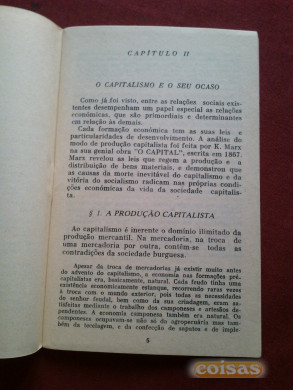 CAPÍTULO II
O CAPITALISMO E O SEU OCASO
Como já foi visto, entre as relações sociais exis-
tentes desempenham um papel especial as relações
económicas, que são primordiais e determinantes
em relação às demais.
Cada formação económica tem as suas leis e
particularidades de desenvolvimento. A análise do
modo de produção capitalista foi feita por K. Marx
na sua genial obra "O CAPITAL", escrita em 1867.
Marx revelou as leis que regem a produção e a
distribuição de bens materiais, e demonstrou que
as causas da morte inevitável do capitalismo e da
vitória do socialismo radicam nas próprias condi-
ções económicas da vida da sociedade capitalis-
ta.
§ 1. A PRODUÇÃO CAPITALISTA
Ao capitalismo é inerente o domínio ilimitado da
produção mercantil. Na mercadoria, na troca de
uma mercadoria por outra, contêm-se todas as
contradições da sociedade burguesa.
Apesar da troca de mercadorias já existir muito antes
do advento do capitalismo, a economia nas formações pré-
capitalistas era, basicamente, natural. Cada feudo tinha uma
existência economicamente estanque, recorrendo raras vezes
à troca com o mundo exterior, pois todas as necessidades
do senhor feudal, bem como da sua criadagem, eram sa-
tisfeitas mediante o trabalho dos camponeses e artesãos de-
pendentes. A economia camponesa também era natural. Os
camponeses ocupavam-se não só da agropecuária mas tam-
bém da tecelagem, e da confecção de sapatos e de imple-
5
coisas